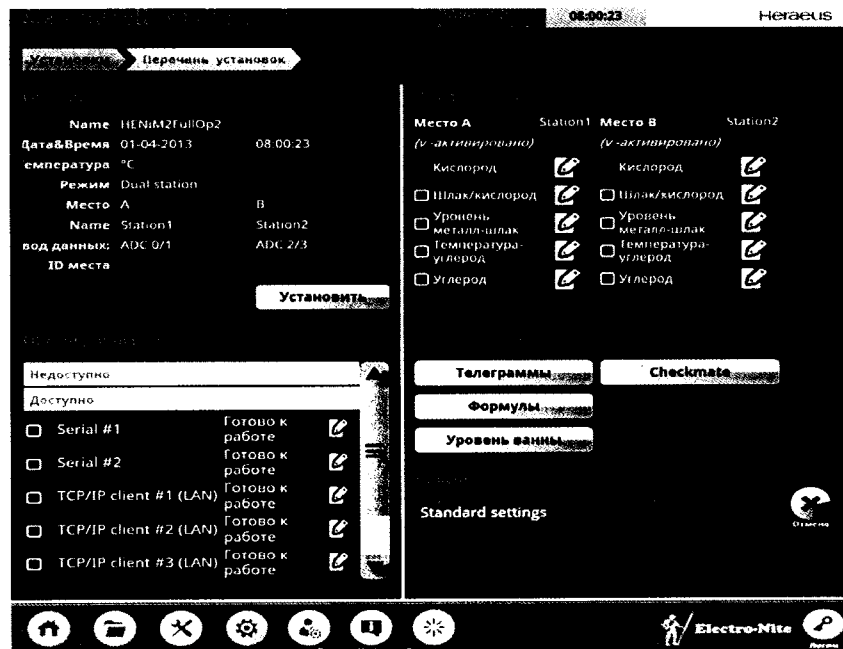 08:00:23
Heraeus
Установки
Перечень установок
Name HENiM2FullOp2
Дата&Время 01-04-2013 08:00:23
емпература °C
Режим Dual station
Место A B
Name Station1 Station2
вод данных: ADC 0/1 ADC 2/3
ID места
Установить
Недоступно
Доступно
Serial #1 Готово к работе
Serial #2 Готово к работе
TCP/IP client #1 (LAN) Готово к работе
TCP/IP client #2 (LAN) Готово к работе
TCP/IP client #3 (LAN) Готово к работе
Место A Station1 Место B Station2
(v -активировано) (v -активировано)
Кислород Кислород
Шлак/кислород Шлак/кислород
Уровень металл-шлак Уровень металл-шлак
Температура-углерод Температура-углерод
Углерод Углерод
Телеграммы Checkmate
Формулы
Уровень ванны
Standard settings
Отмена
Electro-Nite